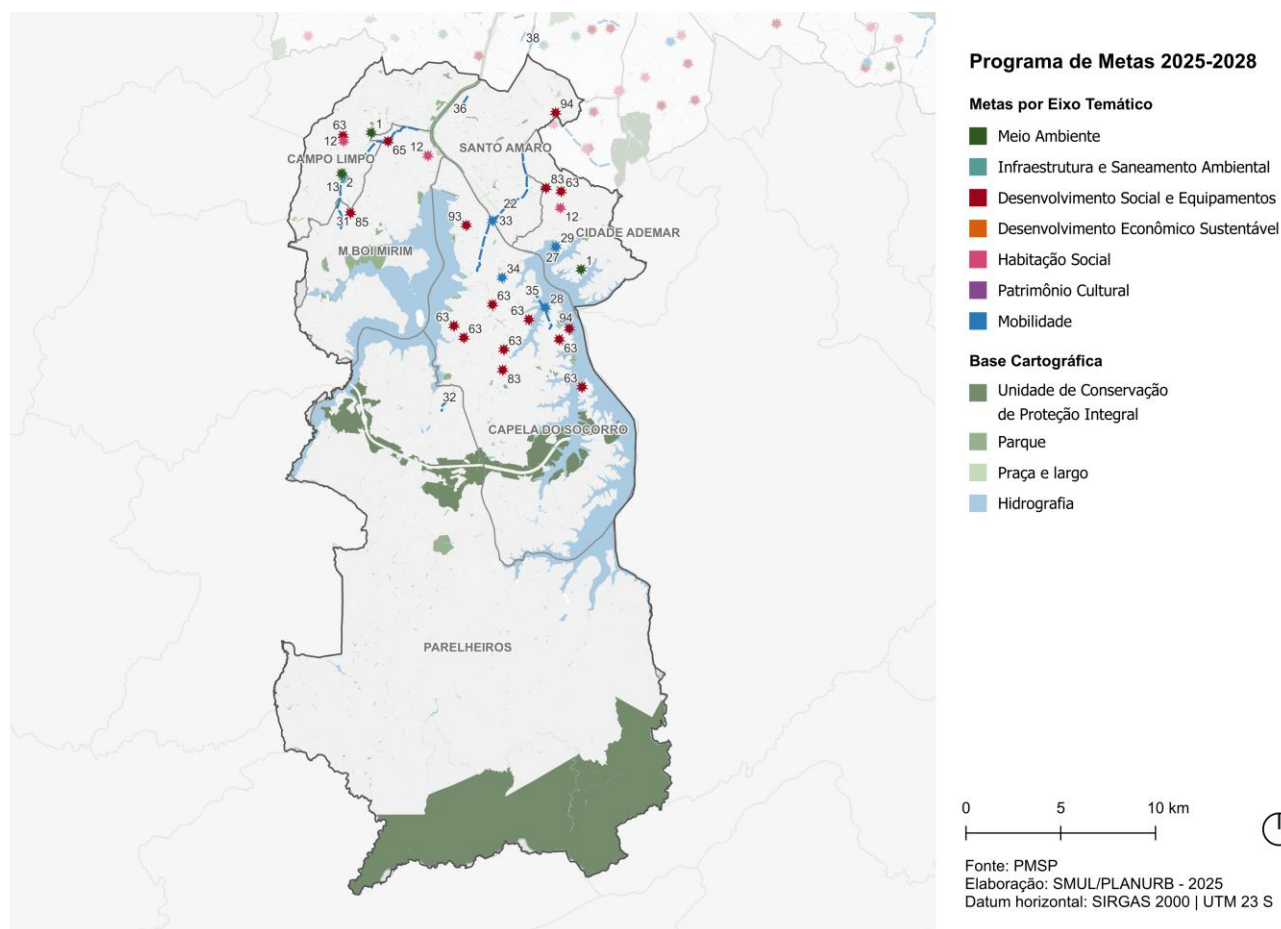 38
36
94
63
1
12
65
12
CAMPO LIMPO
SANTO AMARO
13
2
83
63
31
85
22
12
93
33
CIDADE ADEMAR
M BOI MIRIM
29
27
1
34
35
28
63
63
94
63
63
63
63
83
63
32
CAPELA DO SOCORRO
PARELHEIROS
Programa de Metas 2025-2028
Metas por Eixo Temático
Meio Ambiente
Infraestrutura e Saneamento Ambiental
Desenvolvimento Social e Equipamentos
Desenvolvimento Econômico Sustentável
Habitação Social
Patrimônio Cultural
Mobilidade
Base Cartográfica
Unidade de Conservação
de Proteção Integral
Parque
Praça e largo
Hidrografia
0 5 10 km
Fonte: PMSP
Elaboração: SMUL/PLANURB - 2025
Datum horizontal: SIRGAS 2000 | UTM 23 S